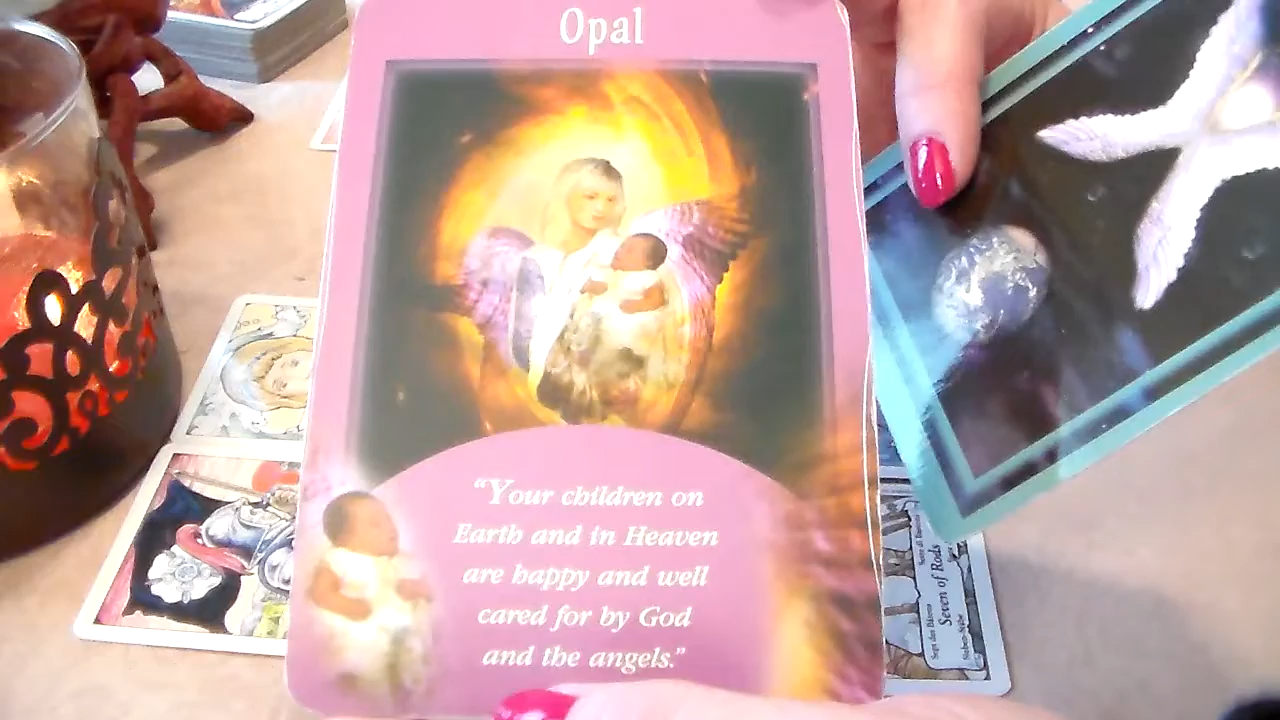 Opal
“Your children on
Earth and in Heaven
are happy and well
cared for by God
and the angels.”
Seven of Rods